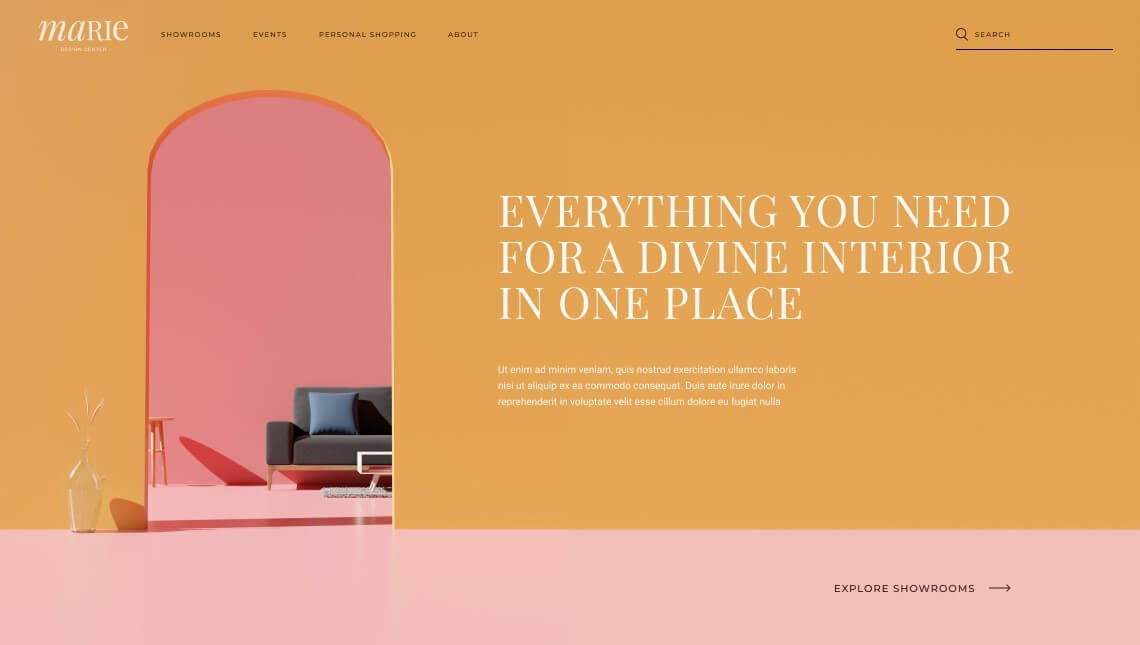 maRIE
DESIGN CENTER
SHOWROOMS
EVENTS
PERSONAL SHOPPING
ABOUT
SEARCH
EVERYTHING YOU NEED
FOR A DIVINE INTERIOR
IN ONE PLACE
Ut enim ad minim veniam, quis nostrud exercitation ullamco laboris
nisi ut aliquip ex ea commodo consequat. Duis aute irure dolor in
reprehenderit in voluptate velit esse cillum dolore eu fugiat nulla
EXPLORE SHOWROOMS